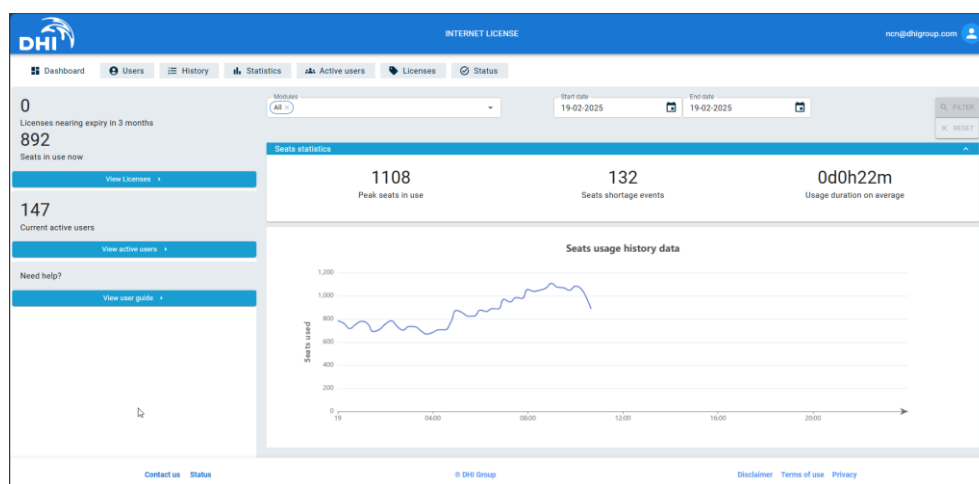 DHI
INTERNET LICENSE
ncn@dhigroup.com
Dashboard
Users
History
Statistics
Active users
Licenses
Status
0
Licenses nearing expiry in 3 months
892
Seats in use now
View Licenses
147
Current active users
View active users
Need help?
View user guide
Modules
All ×
Start date
19-02-2025
End date
19-02-2025
FILTER
RESET
Seats statistics
1108
Peak seats in use
132
Seats shortage events
0d0h22m
Usage duration on average
Seats usage history data
Seats used
1,200
1,000
800
600
400
200
0
19
04:00
08:00
12:00
16:00
20:00
Contact us
Status
© DHI Group
Disclaimer
Terms of use
Privacy